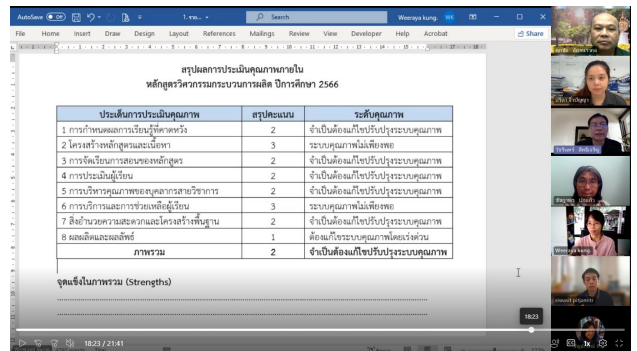 AutoSave Off
1. ราย...
Search
Weeraya kung. WK
File Home Insert Draw Design Layout References Mailings Review View Developer Help Acrobat Share
สรุปผลการประเมินคุณภาพภายใน
หลักสูตรวิศวกรรมกระบวนการผลิต ปีการศึกษา 2566
ประเด็นการประเมินคุณภาพ สรุปคะแนน ระดับคุณภาพ
1 การกำหนดผลการเรียนรู้ที่คาดหวัง 2 จำเป็นต้องแก้ไขปรับปรุงระบบคุณภาพ
2 โครงสร้างหลักสูตรและเนื้อหา 3 ระบบคุณภาพไม่เพียงพอ
3 การจัดเรียนการสอนของหลักสูตร 2 จำเป็นต้องแก้ไขปรับปรุงระบบคุณภาพ
4 การประเมินผู้เรียน 2 จำเป็นต้องแก้ไขปรับปรุงระบบคุณภาพ
5 การบริหารคุณภาพของบุคลากรสายวิชาการ 2 จำเป็นต้องแก้ไขปรับปรุงระบบคุณภาพ
6 การบริการและการช่วยเหลือผู้เรียน 3 ระบบคุณภาพไม่เพียงพอ
7 สิ่งอำนวยความสะดวกและโครงสร้างพื้นฐาน 2 จำเป็นต้องแก้ไขปรับปรุงระบบคุณภาพ
8 ผลผลิตและผลลัพธ์ 1 ต้องแก้ไขระบบคุณภาพโดยเร่งด่วน
ภาพรวม 2 จำเป็นต้องแก้ไขปรับปรุงระบบคุณภาพ
จุดแข็งในภาพรวม (Strengths)
Weeraya kung.
18:23
18:23 / 21:41
1x